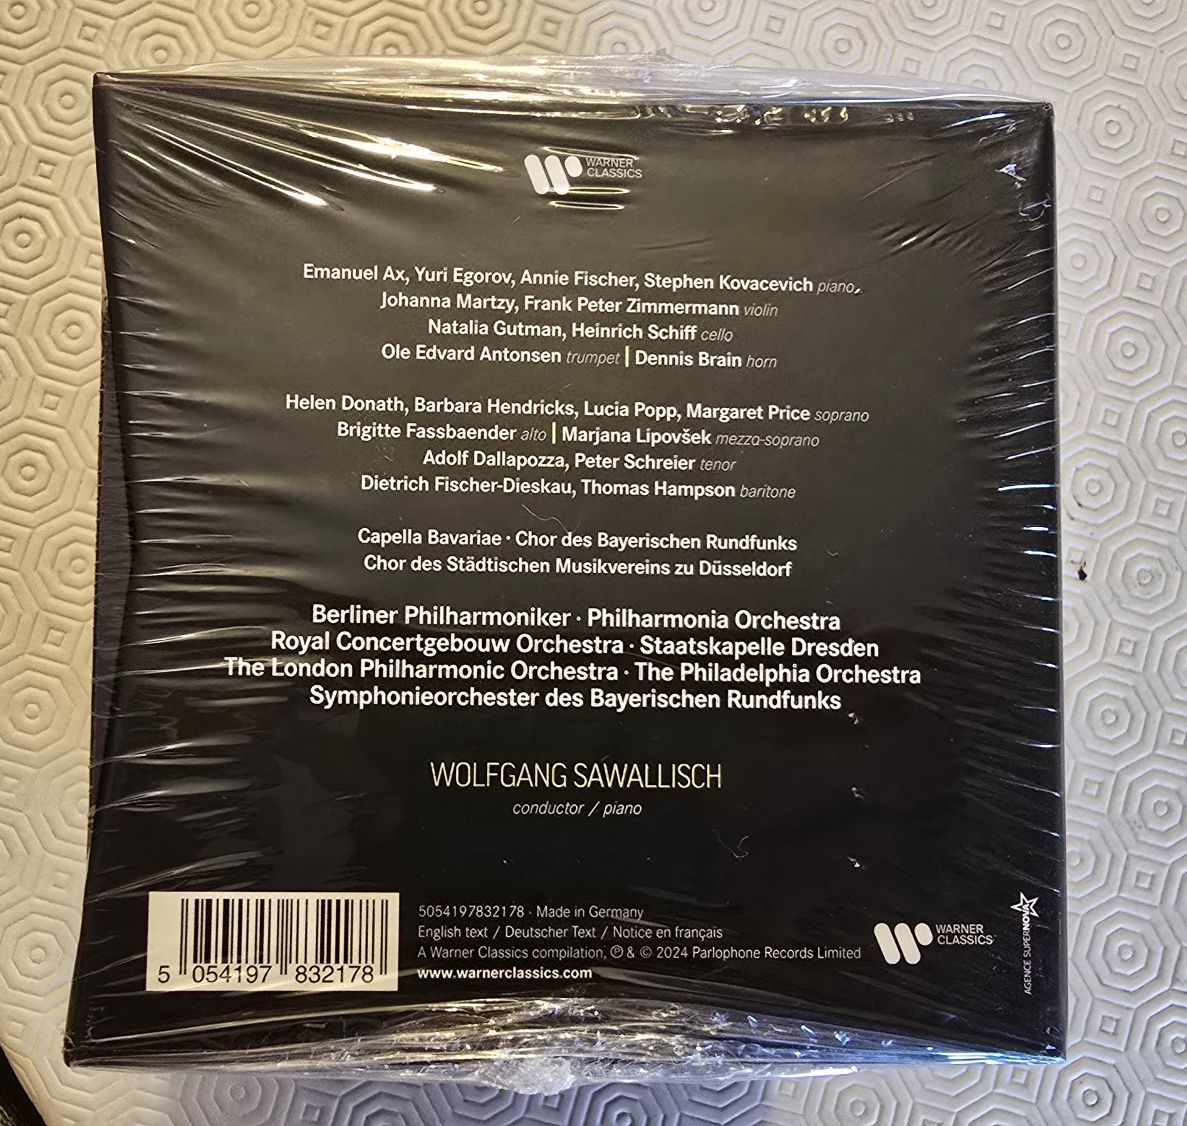 WARNER
CLASSICS
Emanuel Ax, Yuri Egorov, Annie Fischer, Stephen Kovacevich piano,
Johanna Martzy, Frank Peter Zimmermann violin
Natalia Gutman, Heinrich Schiff cello
Ole Edvard Antonsen trumpet | Dennis Brain horn
Helen Donath, Barbara Hendricks, Lucia Popp, Margaret Price soprano
Brigitte Fassbaender alto | Marjana Lipovšek mezzo-soprano
Adolf Dallapozza, Peter Schreier tenor
Dietrich Fischer-Dieskau, Thomas Hampson baritone
Capella Bavariae · Chor des Bayerischen Rundfunks
Chor des Städtischen Musikvereins zu Düsseldorf
Berliner Philharmoniker · Philharmonia Orchestra
Royal Concertgebouw Orchestra · Staatskapelle Dresden
The London Philharmonic Orchestra · The Philadelphia Orchestra
Symphonieorchester des Bayerischen Rundfunks
WOLFGANG SAWALLISCH
conductor / piano
5 054197 832178
5054197832178 · Made in Germany
English text / Deutscher Text / Notice en français
A Warner Classics compilation, ℗ & © 2024 Parlophone Records Limited
www.warnerclassics.com
WARNER
CLASSICS
AGENCE SUPERNOVA